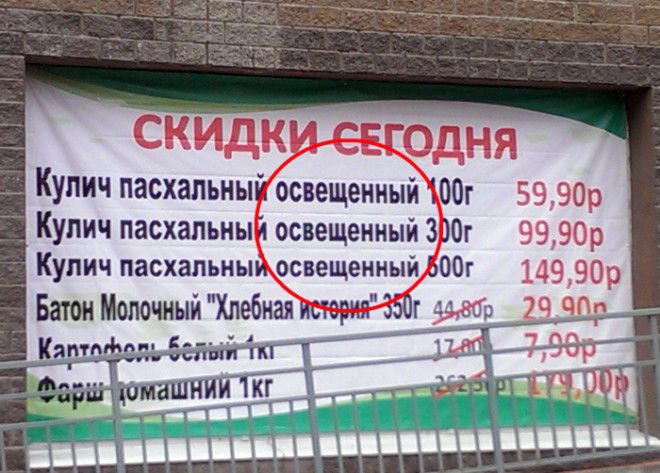 СКИДКИ СЕГОДНЯ
Кулич пасхальный освещенный 100г 59,90р
Кулич пасхальный освещенный 300г 99,90р
Кулич пасхальный освещенный 500г 149,90р
Батон Молочный "Хлебная история" 350г 44,80р 29,90р
Картофель белый 1кг 7,90р
Фарш домашний 1кг 179,00р